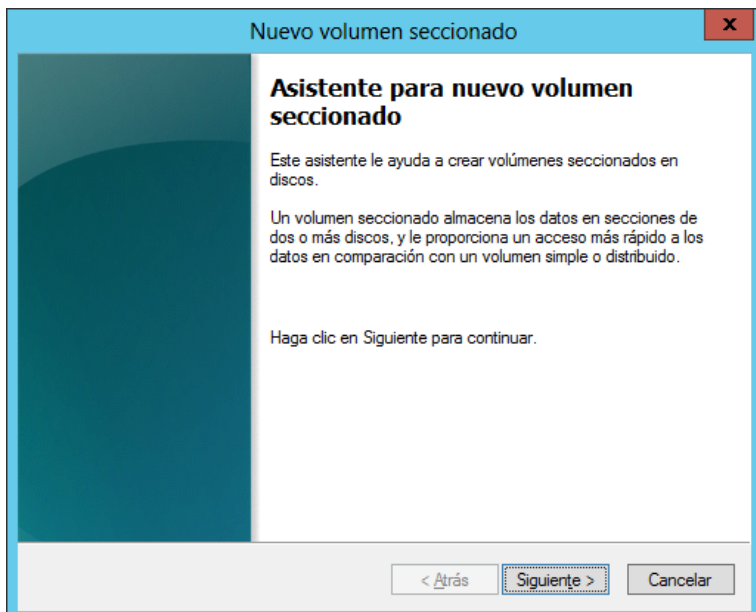 Nuevo volumen seccionado
x
Asistente para nuevo volumen
seccionado
Este asistente le ayuda a crear volúmenes seccionados en
discos.
Un volumen seccionado almacena los datos en secciones de
dos o más discos, y le proporciona un acceso más rápido a los
datos en comparación con un volumen simple o distribuido.
Haga clic en Siguiente para continuar.
< Atrás
Siguiente >
Cancelar